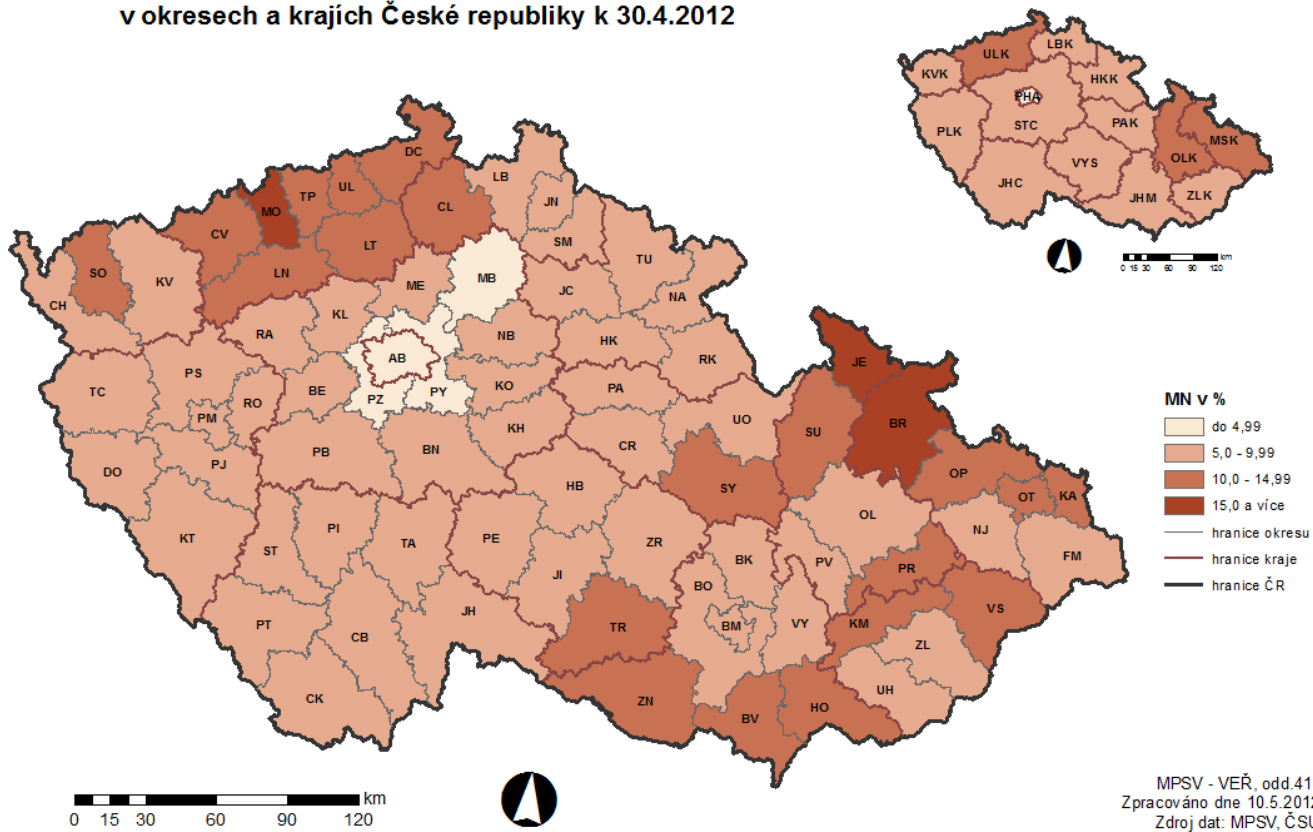 v okresech a krajích České republiky k 30.4.2012
ULK
LBK
KVK
HKK
PHA
STC
PLK
PAK
MSK
OLK
VYS
JHC
JHM
ZLK
0 15 30 60 90 120 km
DC
LB
UL
TP
JN
MO
CL
CV
LT
SM
TU
SO
LN
MB
KV
ME
JC
NA
CH
KL
RA
NB
HK
AB
RK
JE
PS
BE
KO
PA
TC
PZ
PY
RO
PM
KH
UO
SU
BR
CR
PB
BN
PJ
DO
OP
HB
SY
OT
KA
OL
PI
NJ
KT
ST
TA
PE
ZR
FM
BK
PV
JI
PR
BO
VS
JH
TR
BM
VY
KM
PT
CB
ZL
UH
CK
ZN
BV
HO
MN v %
do 4,99
5,0 - 9,99
10,0 - 14,99
15,0 a více
hranice okresu
hranice kraje
hranice ČR
km
0 15 30 60 90 120
MPSV - VEŘ, odd.41
Zpracováno dne 10.5.2012
Zdroj dat: MPSV, ČSÚ